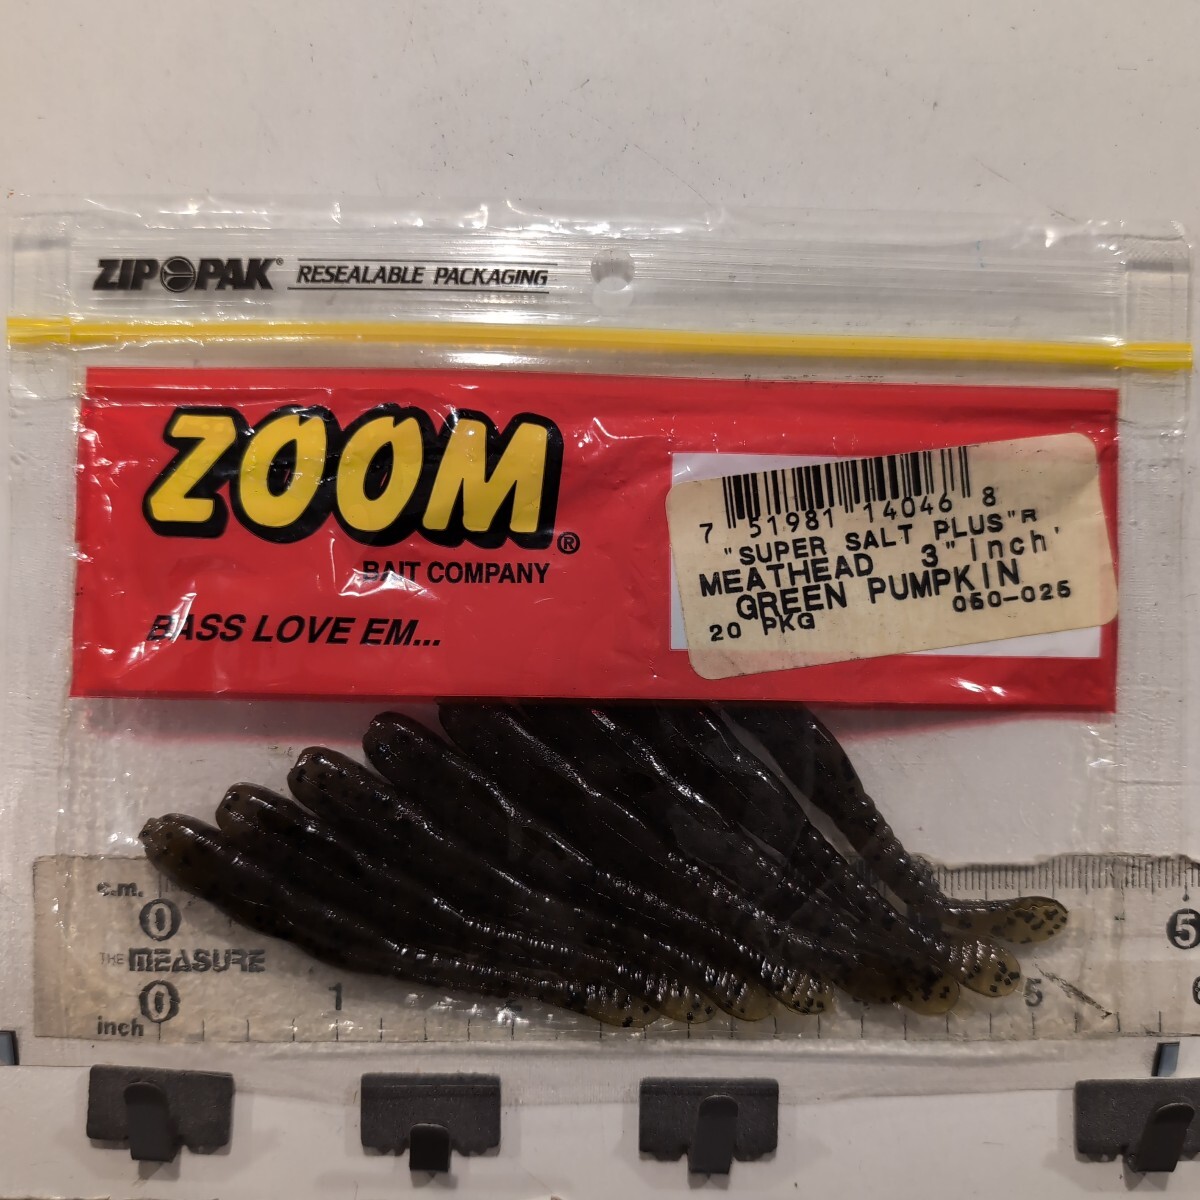 ZIP PAK® RESEALABLE PACKAGING
ZOOM®
BAIT COMPANY
BASS LOVE EM...
7 51981 14046 8
"SUPER SALT PLUS"R
MEATHEAD 3"inch'
GREEN PUMPKIN
20 PKG 050-025
c.m.
0 5
THE MEASURE
0 1 2 5 6
inch